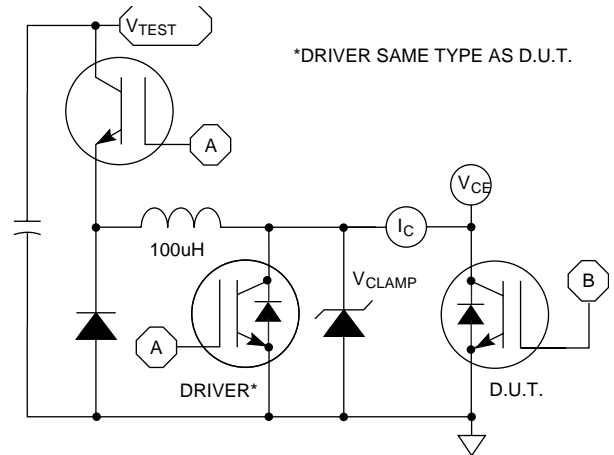 VTEST
*DRIVER SAME TYPE AS D.U.T.
A
VCE
IC
100uH
VCLAMP
B
A
DRIVER*
D.U.T.